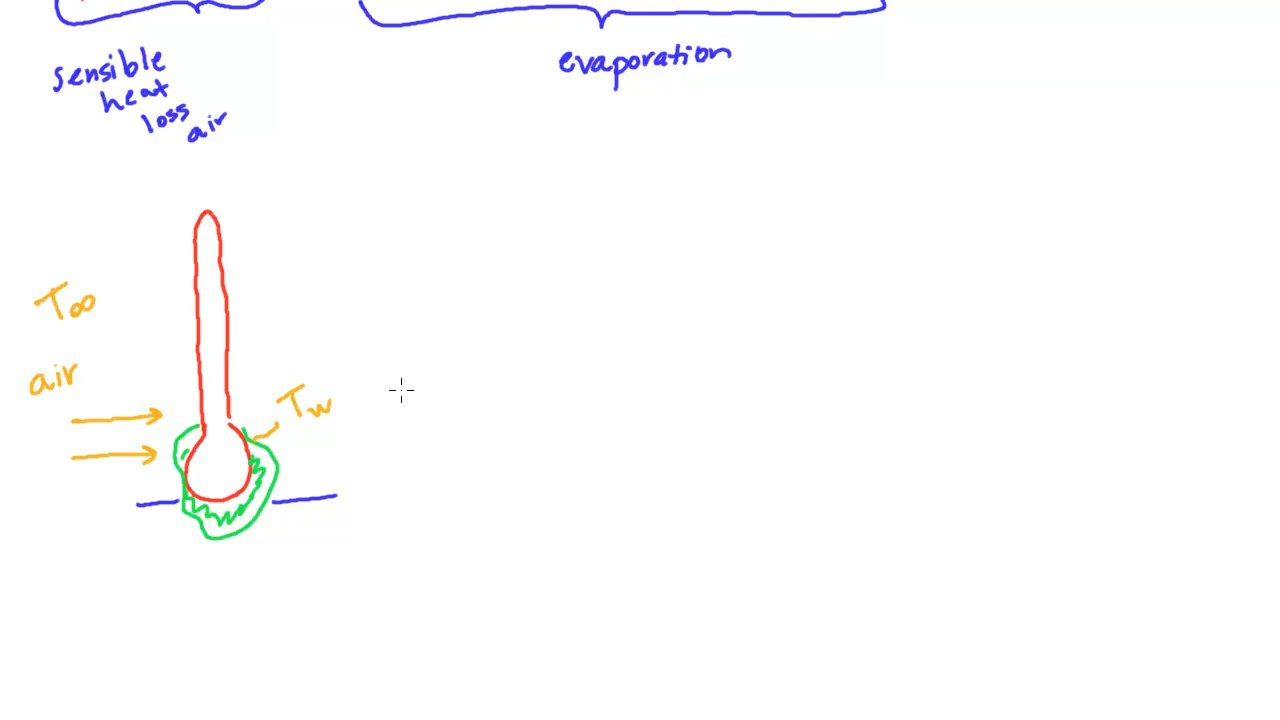 sensible
heat
loss
air
evaporation
T∞
air
Tw